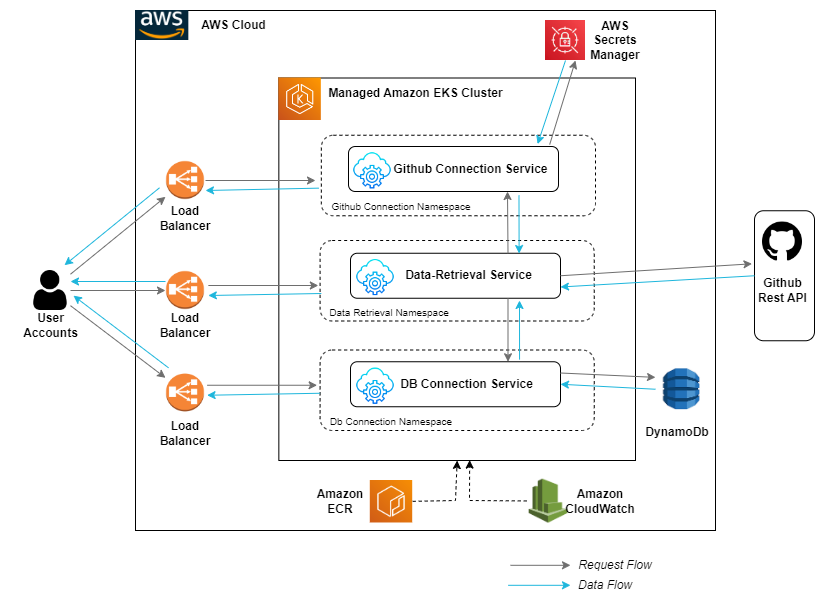 aws
AWS Cloud
AWS
Secrets
Manager
Managed Amazon EKS Cluster
Github Connection Service
Github Connection Namespace
Load
Balancer
Data-Retrieval Service
Data Retrieval Namespace
Load
Balancer
User
Accounts
Github
Rest API
DB Connection Service
Db Connection Namespace
Load
Balancer
DynamoDb
Amazon
ECR
Amazon
CloudWatch
Request Flow
Data Flow